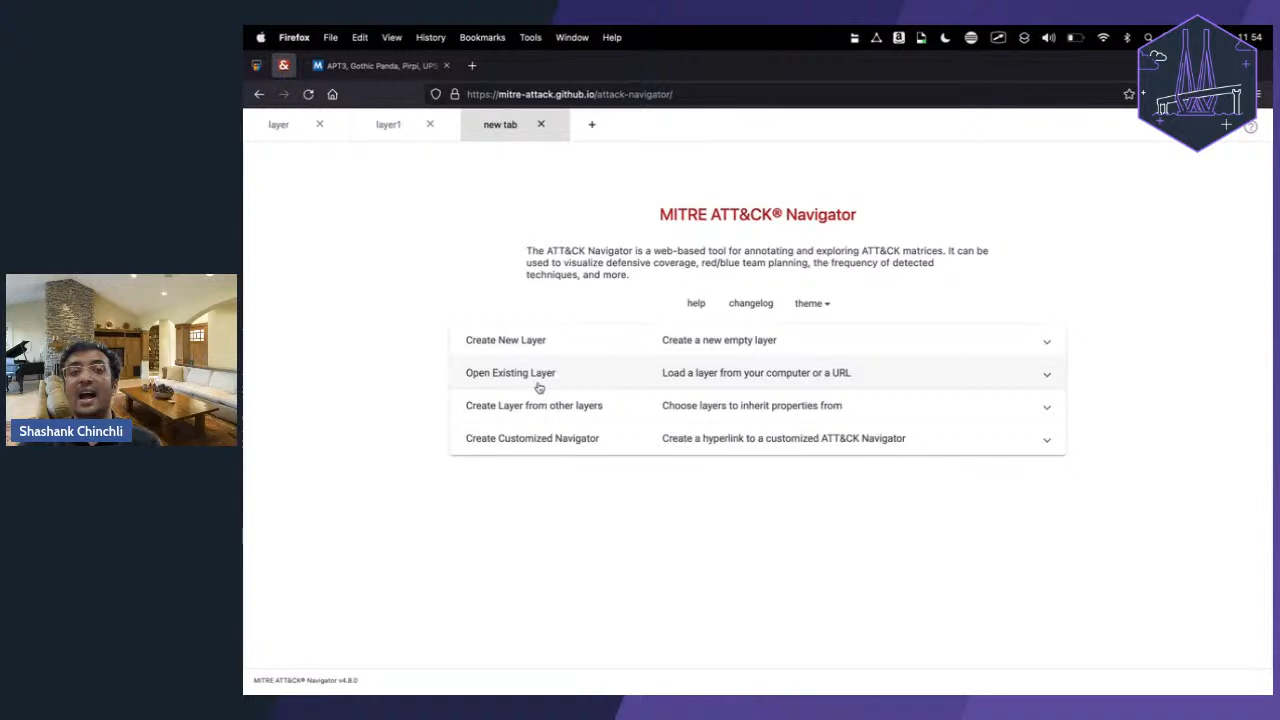 Firefox File Edit View History Bookmarks Tools Window Help
11 54
APT3, Gothic Panda, Pirpi, UPS
https://mitre-attack.github.io/attack-navigator/
layer
layer1
new tab
MITRE ATT&CK® Navigator
The ATT&CK Navigator is a web-based tool for annotating and exploring ATT&CK matrices. It can be
used to visualize defensive coverage, red/blue team planning, the frequency of detected
techniques, and more.
help changelog theme
Create New Layer Create a new empty layer
Open Existing Layer Load a layer from your computer or a URL
Create Layer from other layers Choose layers to inherit properties from
Create Customized Navigator Create a hyperlink to a customized ATT&CK Navigator
Shashank Chinchli
MITRE ATT&CK® Navigator v4.8.0